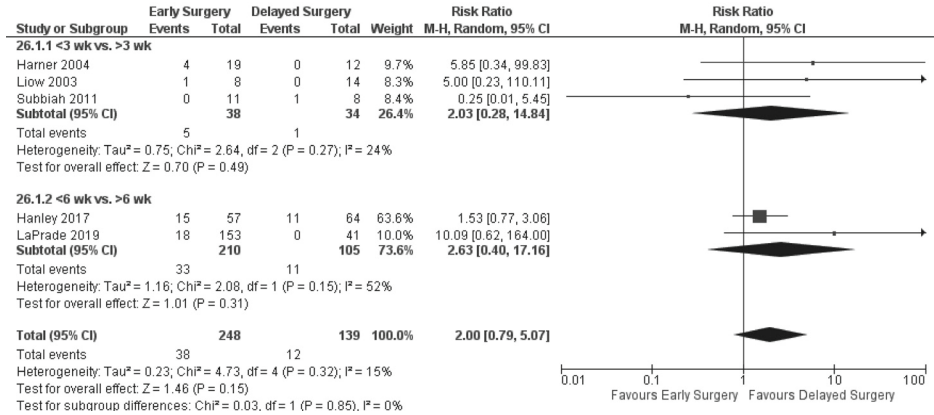 Early Surgery Delayed Surgery Risk Ratio Risk Ratio
Study or Subgroup Events Total Events Total Weight M-H, Random, 95% CI M-H, Random, 95% CI
26.1.1 <3 wk vs. >3 wk
Harner 2004 4 19 0 12 9.7% 5.85 [0.34, 99.83]
Liow 2003 1 8 0 14 8.3% 5.00 [0.23, 110.11]
Subbiah 2011 0 11 1 8 8.4% 0.25 [0.01, 5.45]
Subtotal (95% CI) 38 34 26.4% 2.03 [0.28, 14.84]
Total events 5 1
Heterogeneity: Tau² = 0.75; Chi² = 2.64, df = 2 (P = 0.27); I² = 24%
Test for overall effect: Z = 0.70 (P = 0.49)
26.1.2 <6 wk vs. >6 wk
Hanley 2017 15 57 11 64 63.6% 1.53 [0.77, 3.06]
LaPrade 2019 18 153 0 41 10.0% 10.09 [0.62, 164.00]
Subtotal (95% CI) 210 105 73.6% 2.63 [0.40, 17.16]
Total events 33 11
Heterogeneity: Tau² = 1.16; Chi² = 2.08, df = 1 (P = 0.15); I² = 52%
Test for overall effect: Z = 1.01 (P = 0.31)
Total (95% CI) 248 139 100.0% 2.00 [0.79, 5.07]
Total events 38 12
Heterogeneity: Tau² = 0.23; Chi² = 4.73, df = 4 (P = 0.32); I² = 15%
Test for overall effect: Z = 1.46 (P = 0.15)
Test for subgroup differences: Chi² = 0.03, df = 1 (P = 0.85), I² = 0%
0.01 0.1 1 10 100
Favours Early Surgery Favours Delayed Surgery